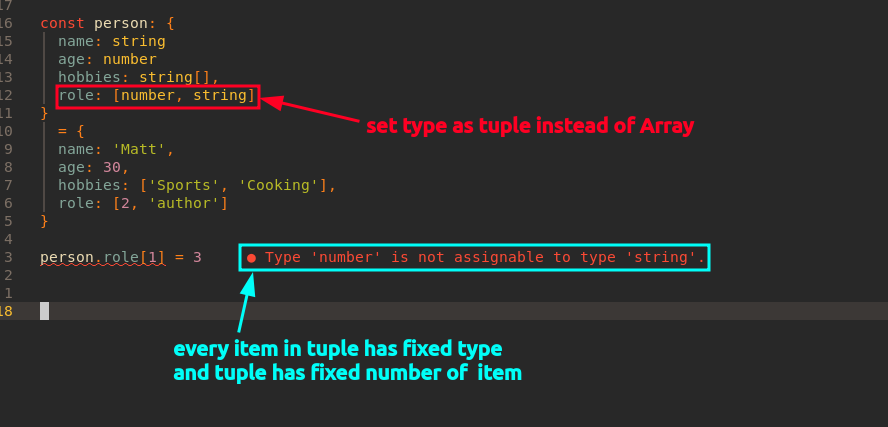 17
16 const person: {
15 name: string
14 age: number
13 hobbies: string[],
12 role: [number, string]
set type as tuple instead of Array
11 }
10 = {
9 name: 'Matt',
8 age: 30,
7 hobbies: ['Sports', 'Cooking'],
6 role: [2, 'author']
5 }
4
3 person.role[1] = 3 ● Type 'number' is not assignable to type 'string'.
2
1
18
every item in tuple has fixed type
and tuple has fixed number of item